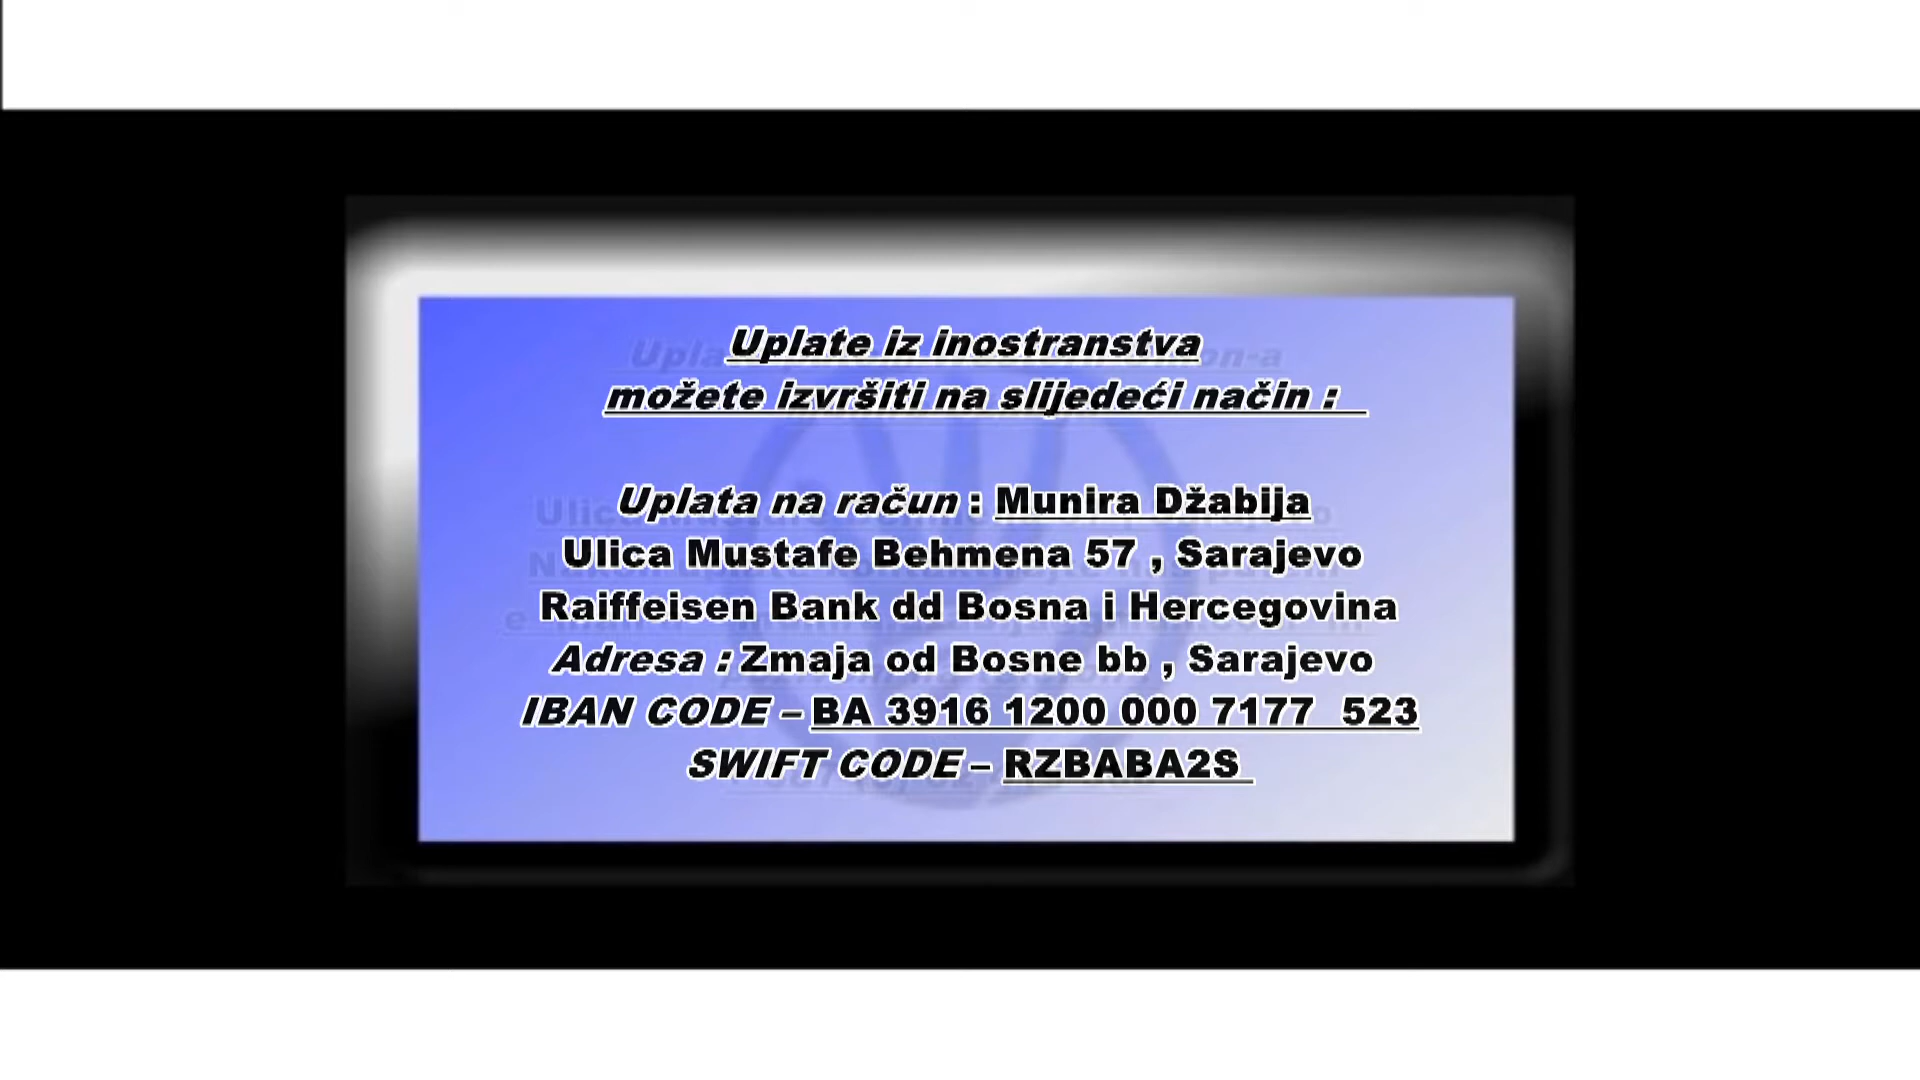 Uplate iz inostranstva
možete izvršiti na slijedeći način :
Uplata na račun : Munira Džabija
Ulica Mustafe Behmena 57 , Sarajevo
Raiffeisen Bank dd Bosna i Hercegovina
Adresa : Zmaja od Bosne bb , Sarajevo
IBAN CODE – BA 3916 1200 000 7177  523
SWIFT CODE – RZBABA2S